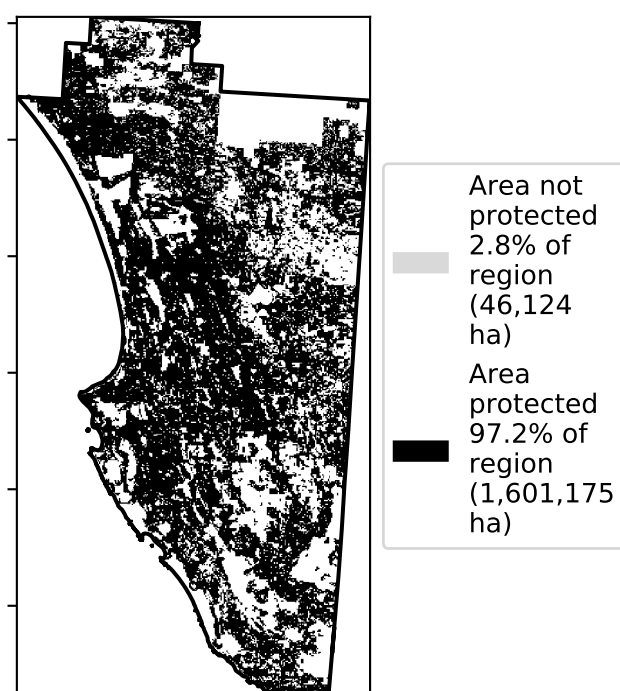 Area not
protected
2.8% of
region
(46,124
ha)
Area
protected
97.2% of
region
(1,601,175
ha)